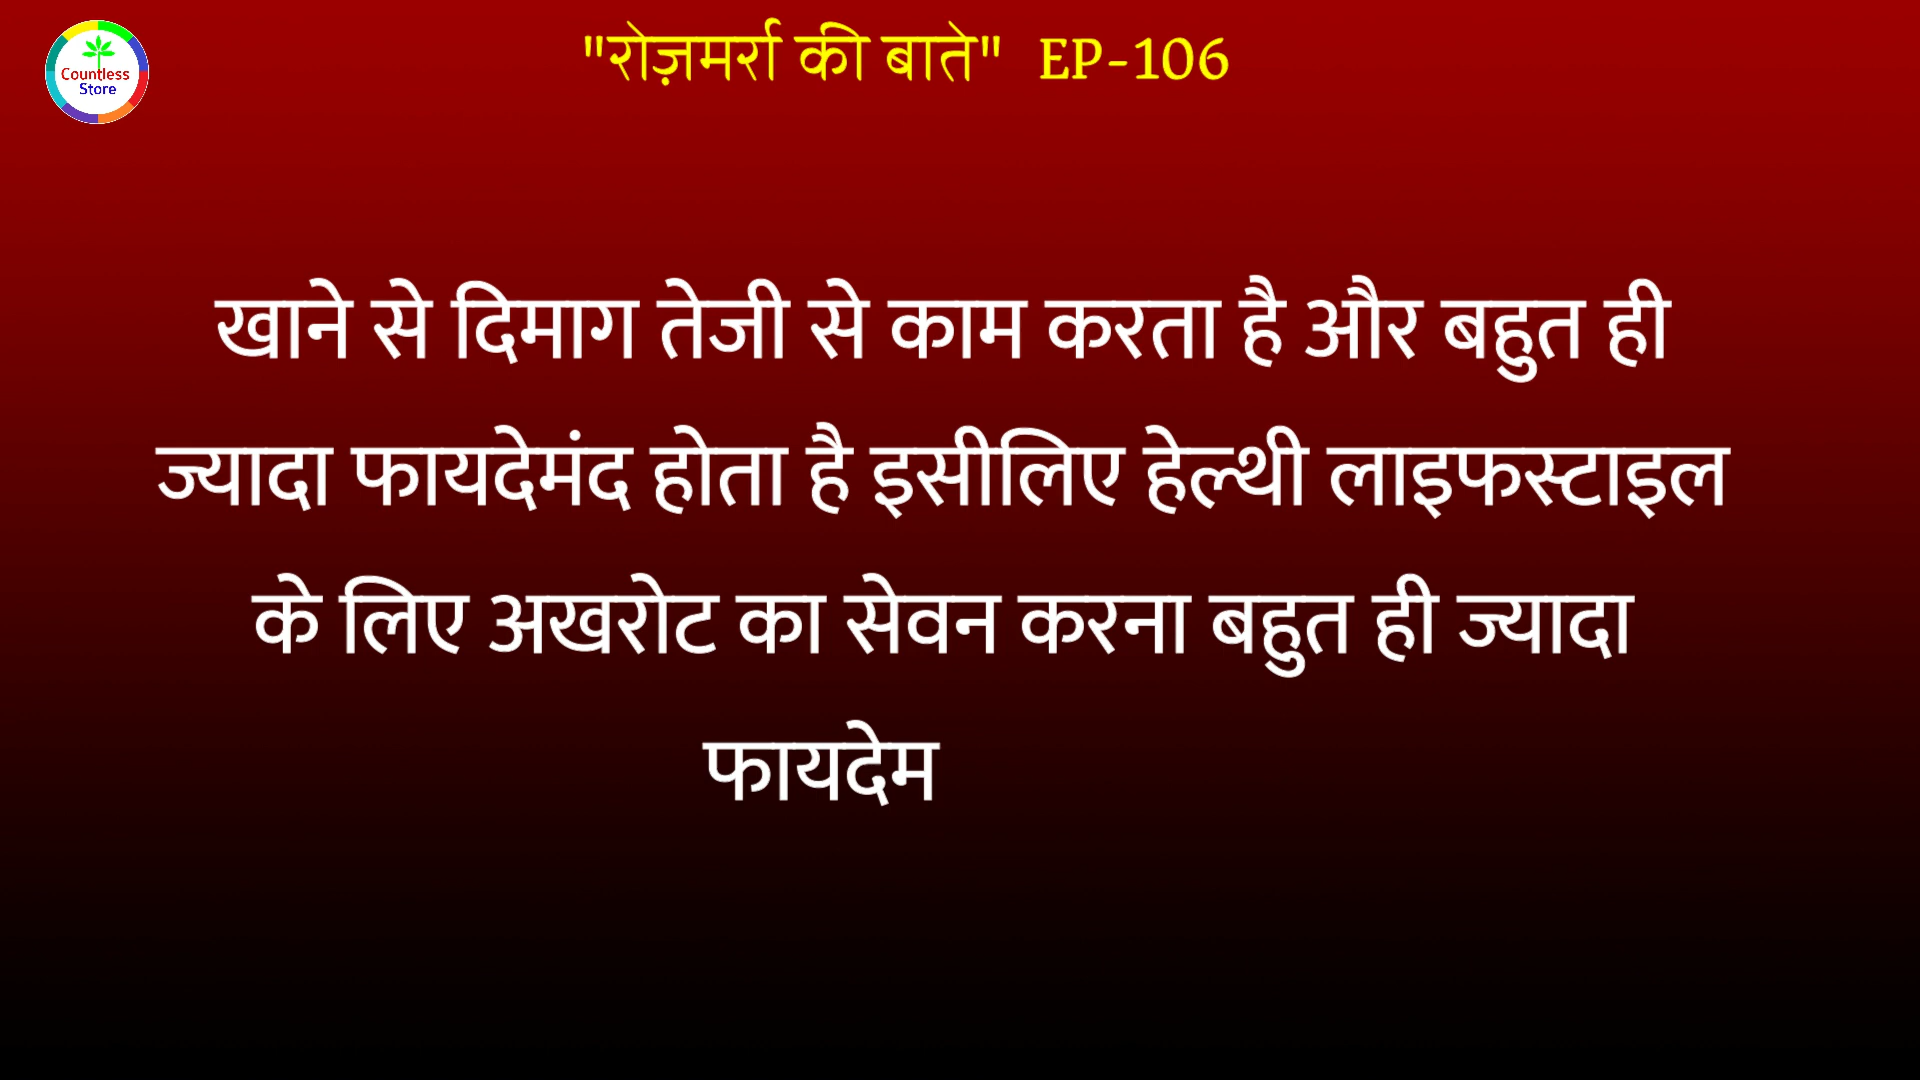 Countless
Store
"रोज़मर्रा की बाते" EP-106
खाने से दिमाग तेजी से काम करता है और बहुत ही
ज्यादा फायदेमंद होता है इसीलिए हेल्थी लाइफस्टाइल
के लिए अखरोट का सेवन करना बहुत ही ज्यादा
फायदेम